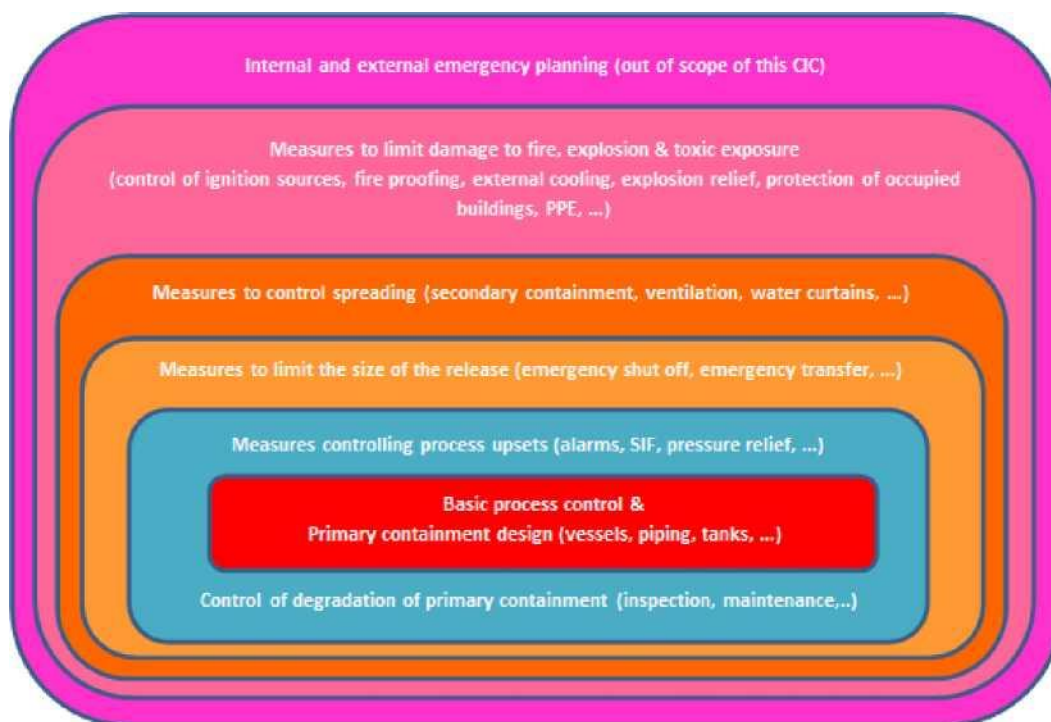 Internal and external emergency planning (out of scope of this CIC)
Measures to limit damage to fire, explosion & toxic exposure
(control of ignition sources, fire proofing, external cooling, explosion relief, protection of occupied
buildings, PPE, ...)
Measures to control spreading (secondary containment, ventilation, water curtains, ...)
Measures to limit the size of the release (emergency shut off, emergency transfer, ...)
Measures controlling process upsets (alarms, SIF, pressure relief, ...)
Basic process control &
Primary containment design (vessels, piping, tanks, ...)
Control of degradation of primary containment (inspection, maintenance,..)